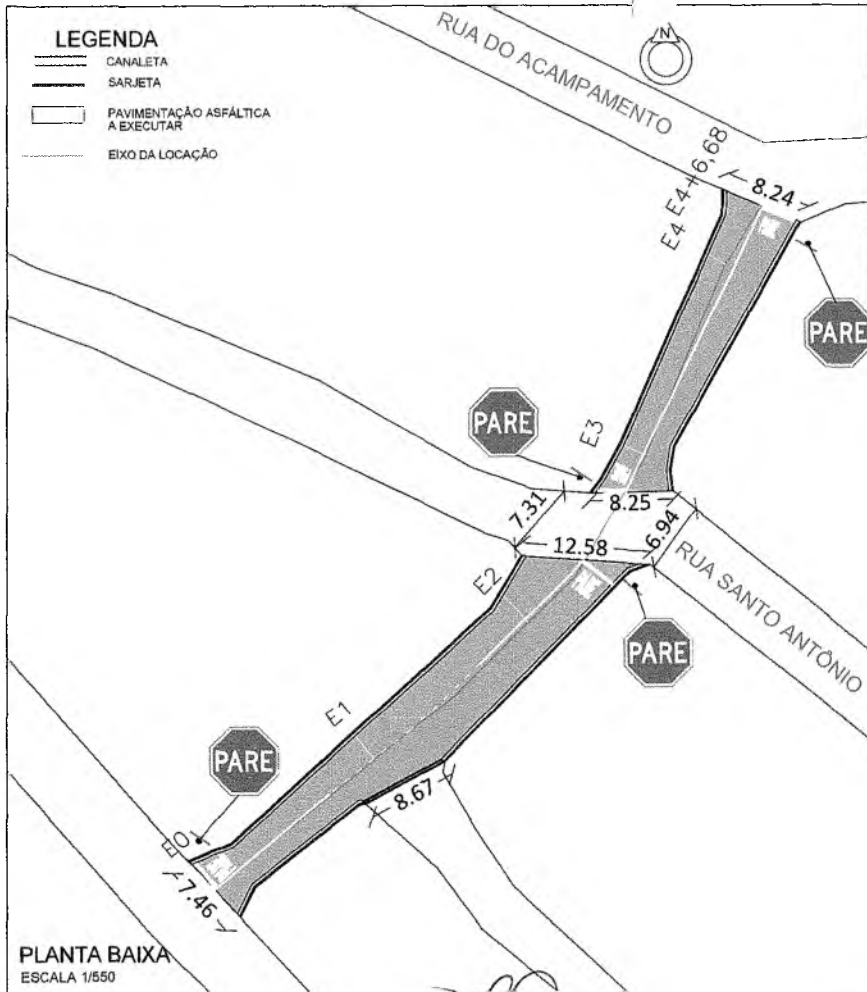 LEGENDA
CANALETA
SARJETA
PAVIMENTAÇÃO ASFÁLTICA
A EXECUTAR
EIXO DA LOCAÇÃO
RUA DO ACAMPAMENTO
N
E4+6,68
8.24
E4
PARE
PARE
E3
7.31
8.25
6.94
12.58
E2
RUA SANTO ANTÔNIO
PARE
E1
PARE
8.67
E0
7.46
PLANTA BAIXA
ESCALA 1/550